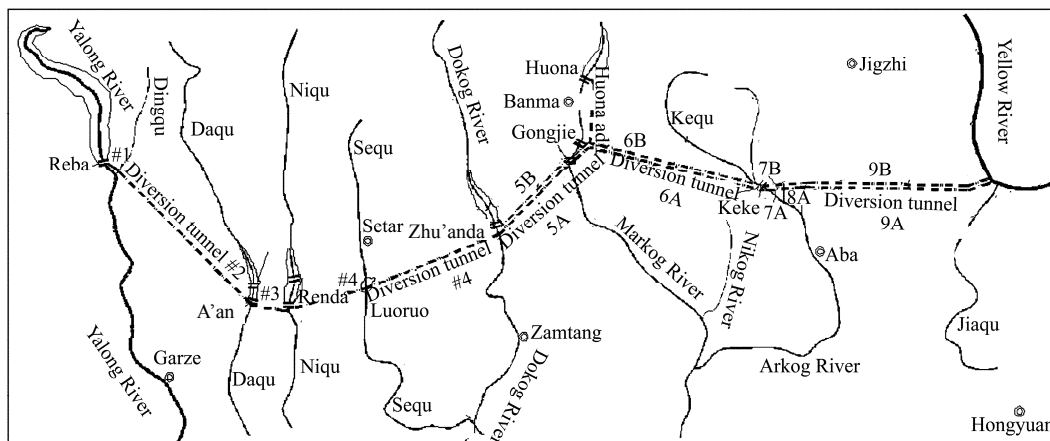 Yalong River
Dingqu
Daqu
Niqu
Dokog River
Huona
Huona ad
Banma
Gongjie
Kequ
Jigzhi
Yellow River
Reba
#1
Diversion tunnel #2
Sequ
Setar
Zhu'anda
5B
Diversion tunnel
5A
6B
Diversion tunnel
6A
7B
Keke
7A
8A
9B
Diversion tunnel
9A
A'an
#3
Renda
#4
Diversion tunnel
#4
Luoruo
Markog River
Nikog River
Aba
Yalong River
Garze
Daqu
Niqu
Sequ
Zamtang
Dokog River
Arkog River
Jiaqu
Hongyuan